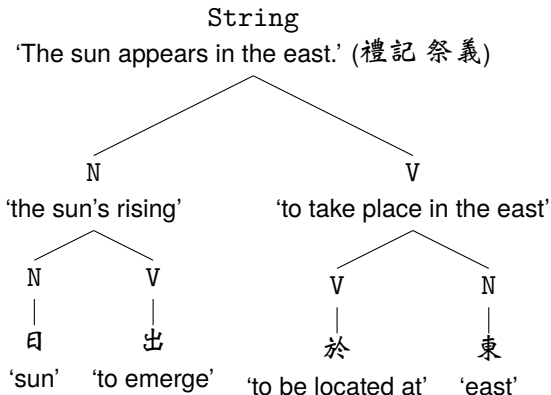 String
‘The sun appears in the east.’ (禮記 祭義)
N V
‘the sun’s rising’ ‘to take place in the east’
N V V N
日 出 於 東
‘sun’ ‘to emerge’ ‘to be located at’ ‘east’